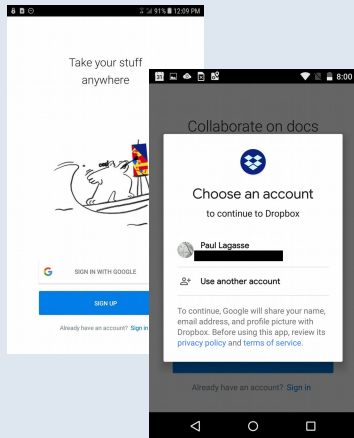 91% 12:09 PM
Take your stuff
anywhere
SIGN IN WITH GOOGLE
SIGN UP
Already have an account? Sign in
31 8:00
Collaborate on docs
Choose an account
to continue to Dropbox
Paul Lagasse
Use another account
To continue, Google will share your name,
email address, and profile picture with
Dropbox. Before using this app, review its
privacy policy and terms of service.
Already have an account? Sign in